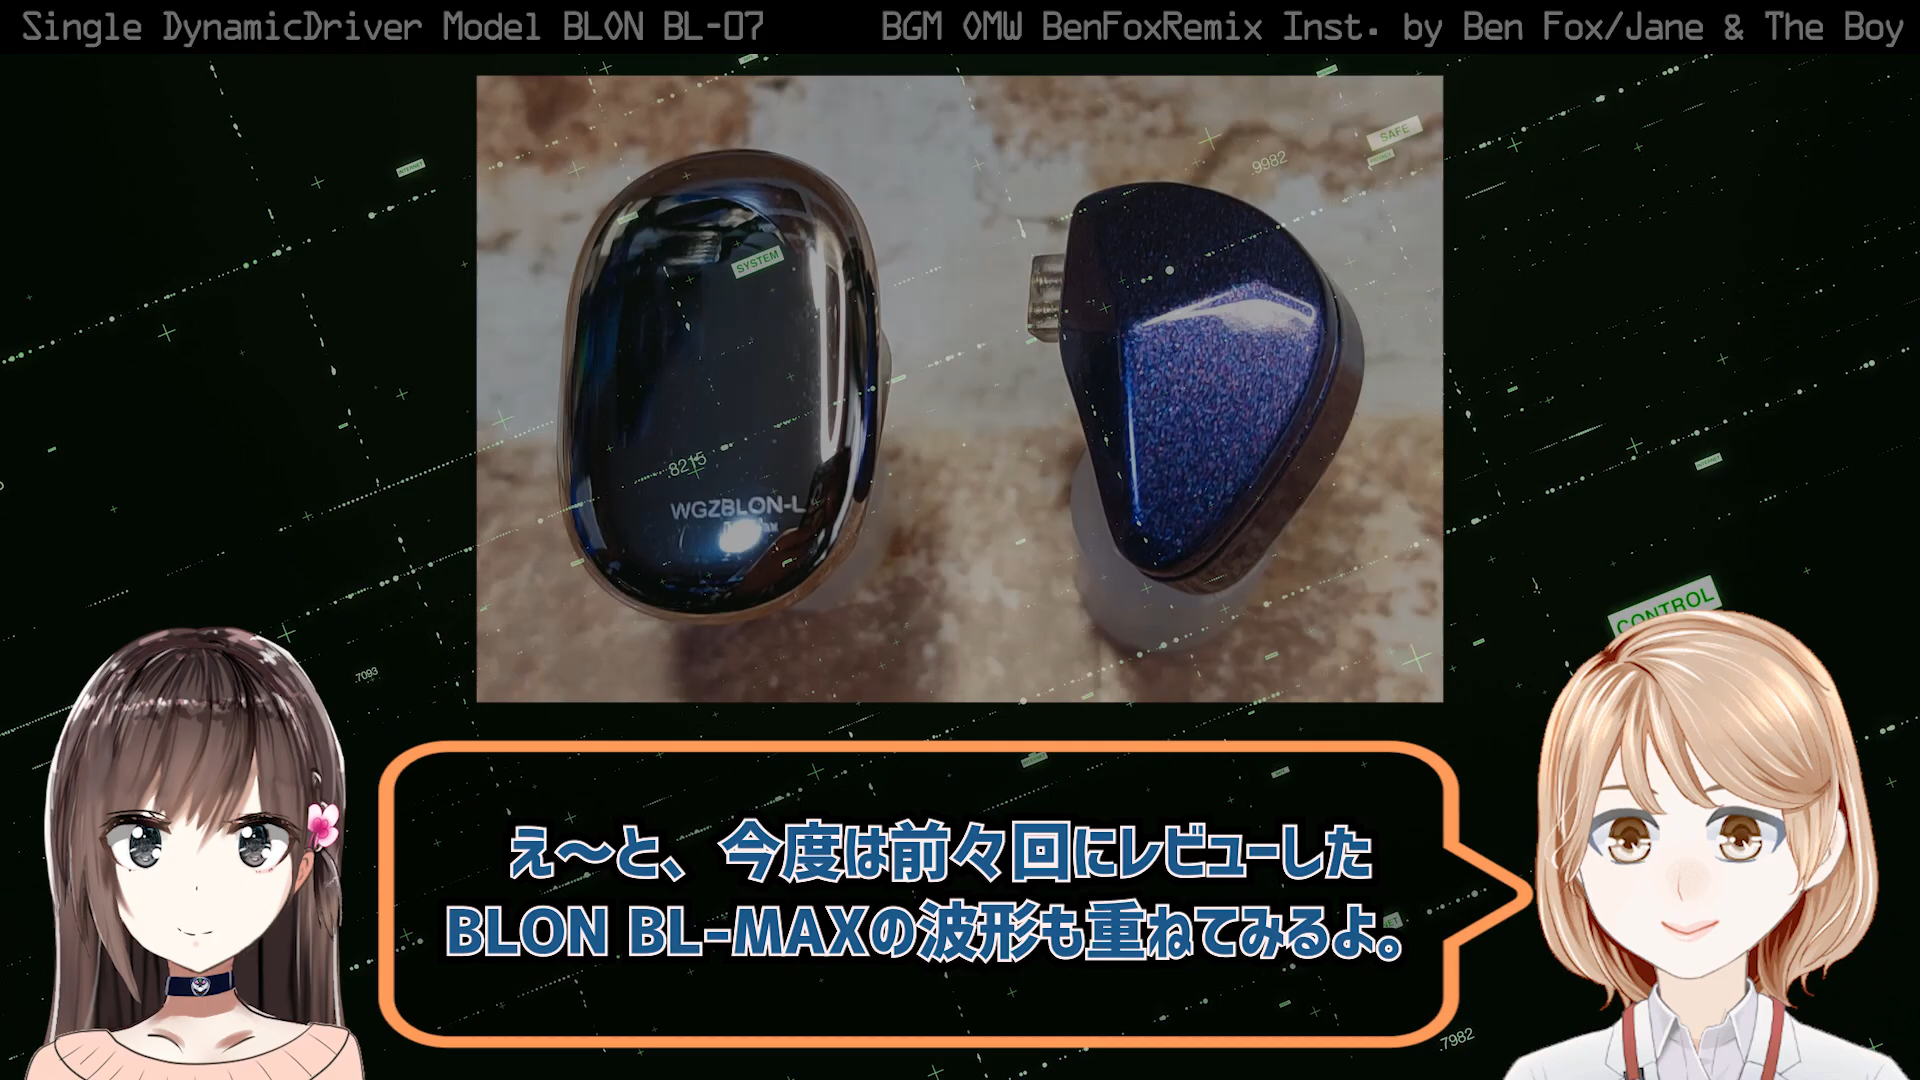 Single DynamicDriver Model BLON BL-07
BGM OMW BenFoxRemix Inst. by Ben Fox/Jane & The Boy
INTERNET
SAFE
9982
SYSTEM
8215
WGZBLON-L
INTERNET
CONTROL
.7093
え〜と、今度は前々回にレビューした
BLON BL-MAXの波形も重ねてみるよ。
.7982